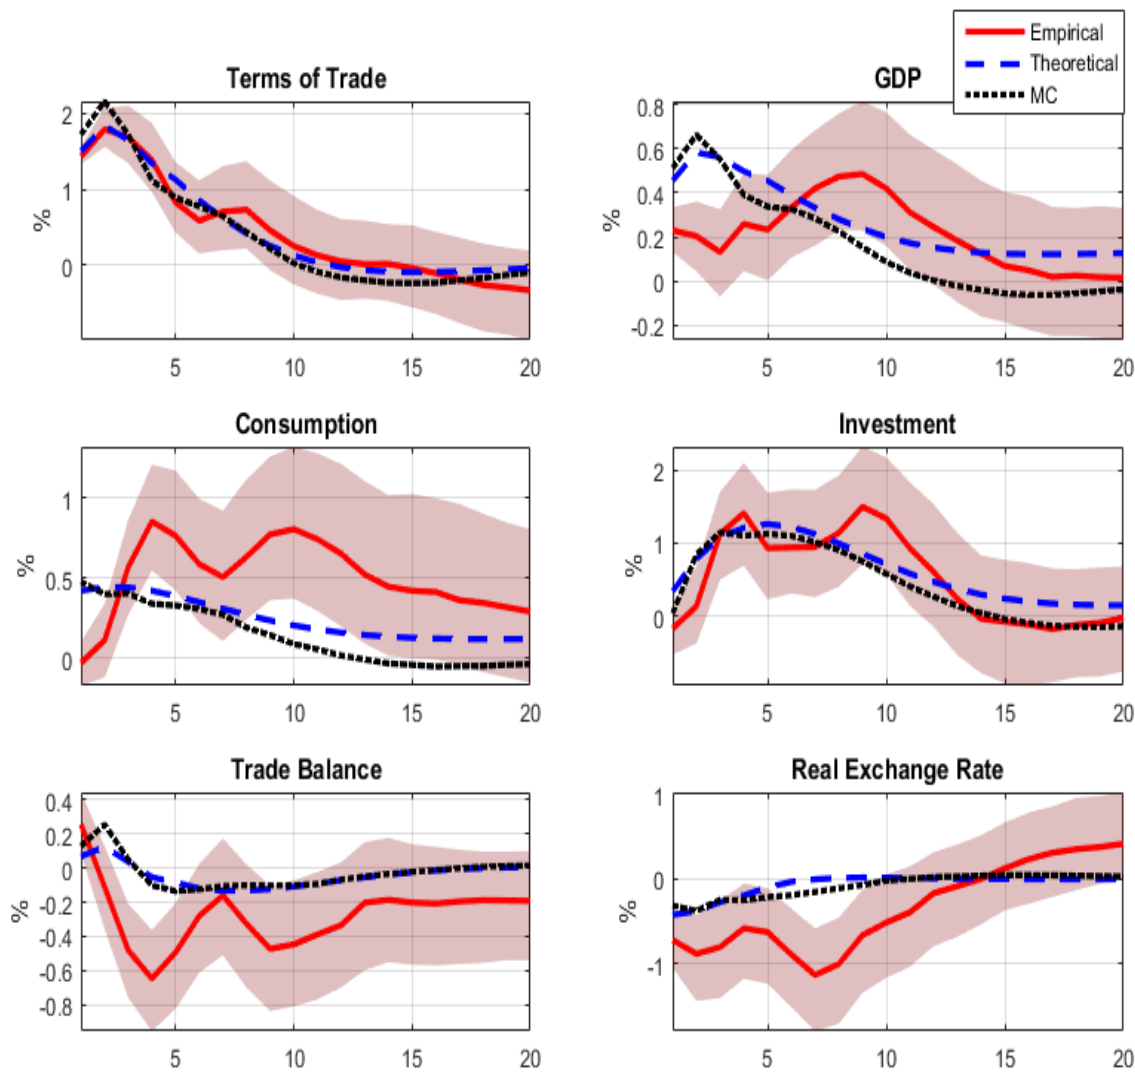 Empirical
Theoretical
MC
Terms of Trade
%
2
1
0
5 10 15 20
GDP
%
0.8
0.6
0.4
0.2
0
-0.2
5 10 15 20
Consumption
%
1
0.5
0
5 10 15 20
Investment
%
2
1
0
5 10 15 20
Trade Balance
%
0.4
0.2
0
-0.2
-0.4
-0.6
-0.8
5 10 15 20
Real Exchange Rate
%
1
0
-1
5 10 15 20